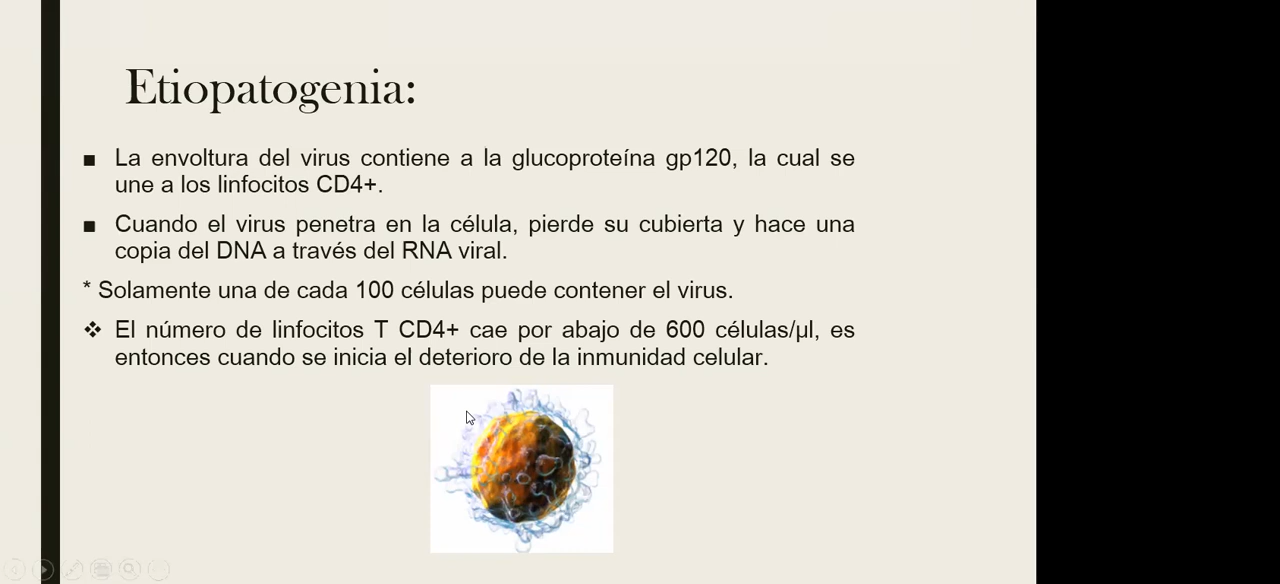 Etiopatogenia:
■ La envoltura del virus contiene a la glucoproteína gp120, la cual se
une a los linfocitos CD4+.
■ Cuando el virus penetra en la célula, pierde su cubierta y hace una
copia del DNA a través del RNA viral.
* Solamente una de cada 100 células puede contener el virus.
❖ El número de linfocitos T CD4+ cae por abajo de 600 células/µl, es
entonces cuando se inicia el deterioro de la inmunidad celular.